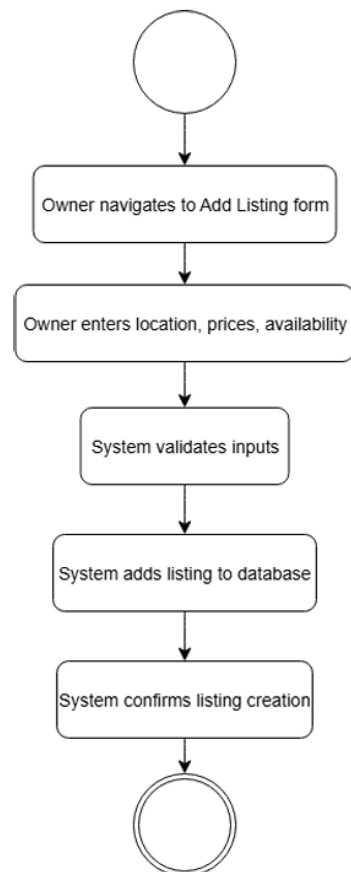 Owner navigates to Add Listing form
Owner enters location, prices, availability
System validates inputs
System adds listing to database
System confirms listing creation